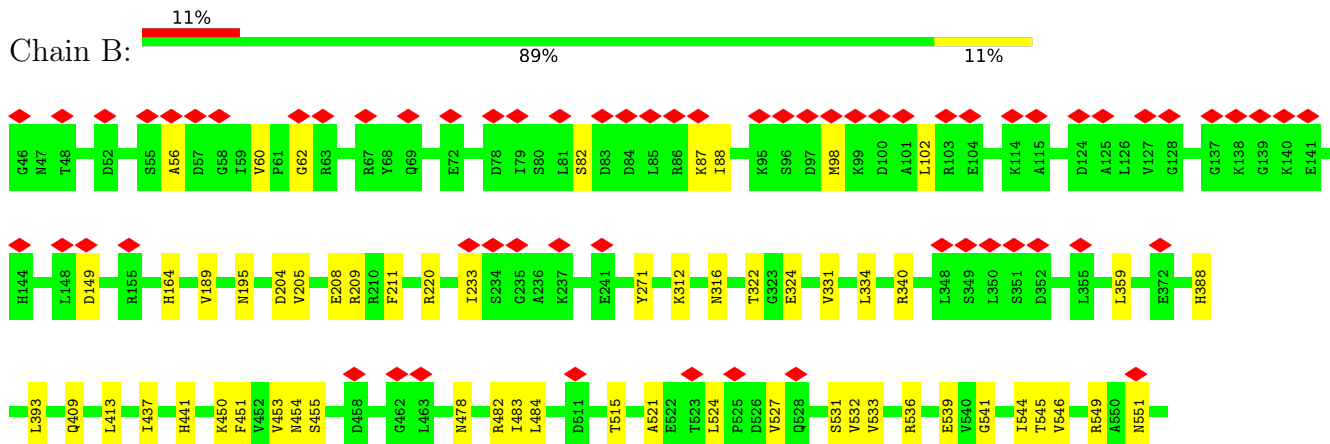 11%
Chain B:
89% 11%
G46 N47 T48 D52 S55 A56 D57 G58 I59 V60 P61 G62 R63 R67 Y68 Q69 E72 D78 I79 S80 L81 S82 D83 D84 L85 R86 K87 I88 K95 S96 D97 M98 K99 D100 A101 L102 R103 E104 K114 A115 D124 A125 L126 V127 G128 G137 K138 G139 K140 E141
H144 L148 D149 R155 H164 V189 N195 D204 V205 E208 R209 R210 F211 R220 I233 S234 G235 A236 K237 E241 Y271 K312 N316 T322 G323 E324 V331 L334 R340 L348 S349 L350 S351 D352 L355 L359 E372 H388
L393 Q409 L413 I437 H441 K450 F451 V452 V453 N454 S455 D458 G462 L463 N478 R482 I483 L484 D511 T515 A521 E522 T523 L524 P525 D526 V527 Q528 S531 V532 V533 R536 E539 V540 G541 I544 T545 V546 R549 A550 N551